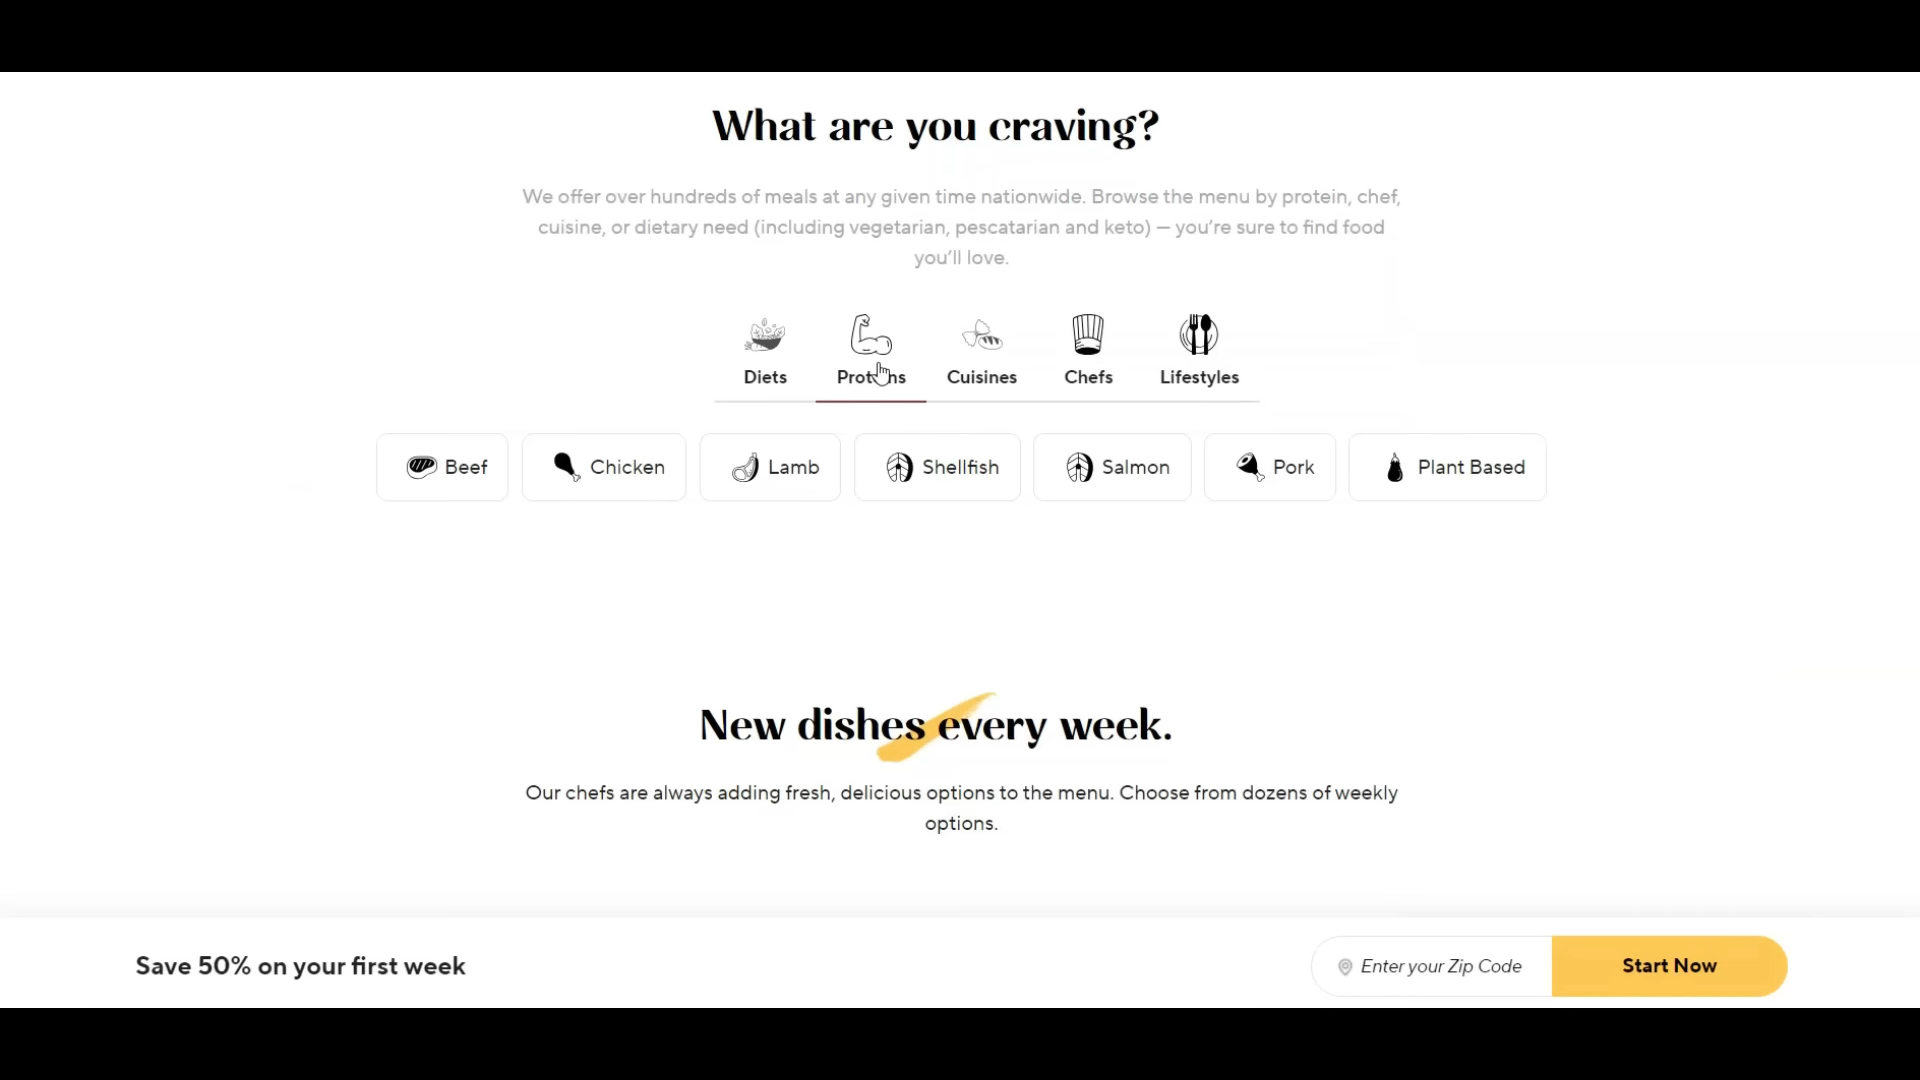 What are you craving?
We offer over hundreds of meals at any given time nationwide. Browse the menu by protein, chef,
cuisine, or dietary need (including vegetarian, pescatarian and keto) — you’re sure to find food
you’ll love.
Diets
Proteins
Cuisines
Chefs
Lifestyles
Beef
Chicken
Lamb
Shellfish
Salmon
Pork
Plant Based
New dishes every week.
Our chefs are always adding fresh, delicious options to the menu. Choose from dozens of weekly
options.
Save 50% on your first week
Enter your Zip Code
Start Now